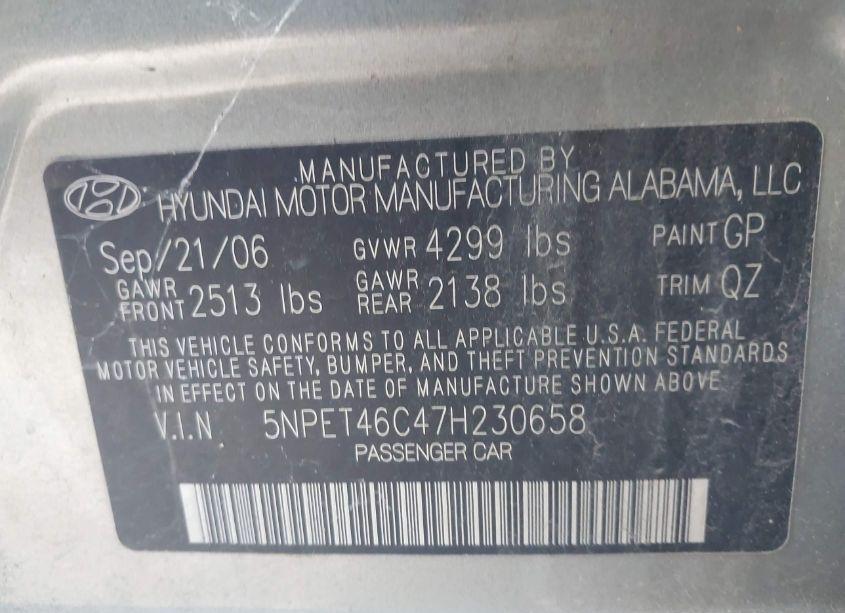 MANUFACTURED BY
HYUNDAI MOTOR MANUFACTURING ALABAMA, LLC
Sep/21/06 GVWR 4299 lbs PAINT GP
GAWR FRONT 2513 lbs GAWR REAR 2138 lbs TRIM QZ
THIS VEHICLE CONFORMS TO ALL APPLICABLE U.S.A. FEDERAL
MOTOR VEHICLE SAFETY, BUMPER, AND THEFT PREVENTION STANDARDS
IN EFFECT ON THE DATE OF MANUFACTURE SHOWN ABOVE
V.I.N 5NPET46C47H230658
PASSENGER CAR